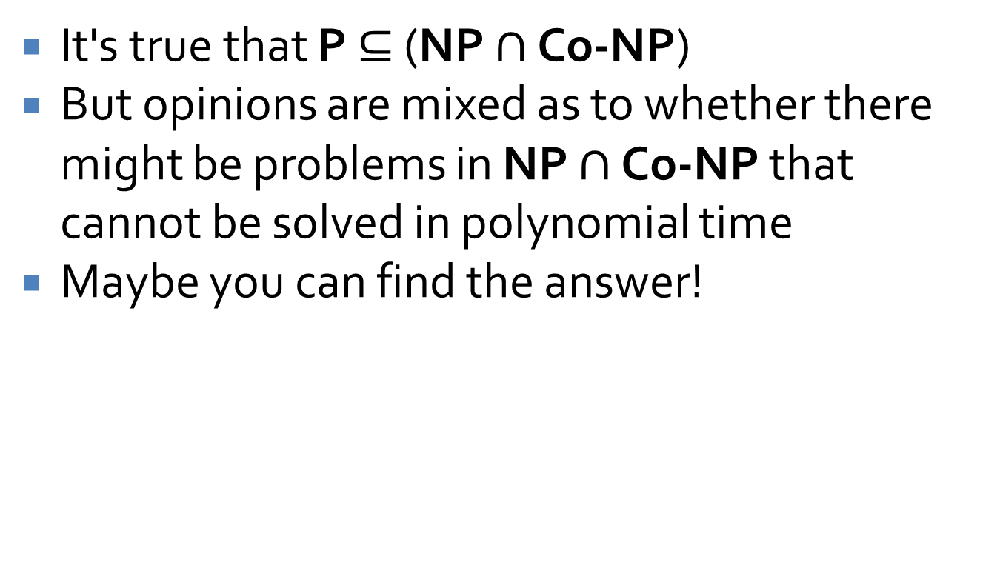 ■ It's true that P ⊆ (NP ∩ Co-NP)
■ But opinions are mixed as to whether there
might be problems in NP ∩ Co-NP that
cannot be solved in polynomial time
■ Maybe you can find the answer!